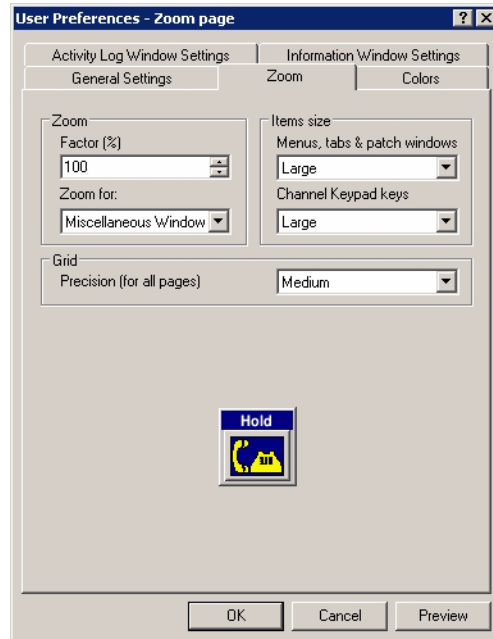 User Preferences - Zoom page
Activity Log Window Settings
Information Window Settings
General Settings
Zoom
Colors
Zoom
Factor (%)
100
Zoom for:
Miscellaneous Window
Items size
Menus, tabs & patch windows
Large
Channel Keypad keys
Large
Grid
Precision (for all pages)
Medium
Hold
OK
Cancel
Preview